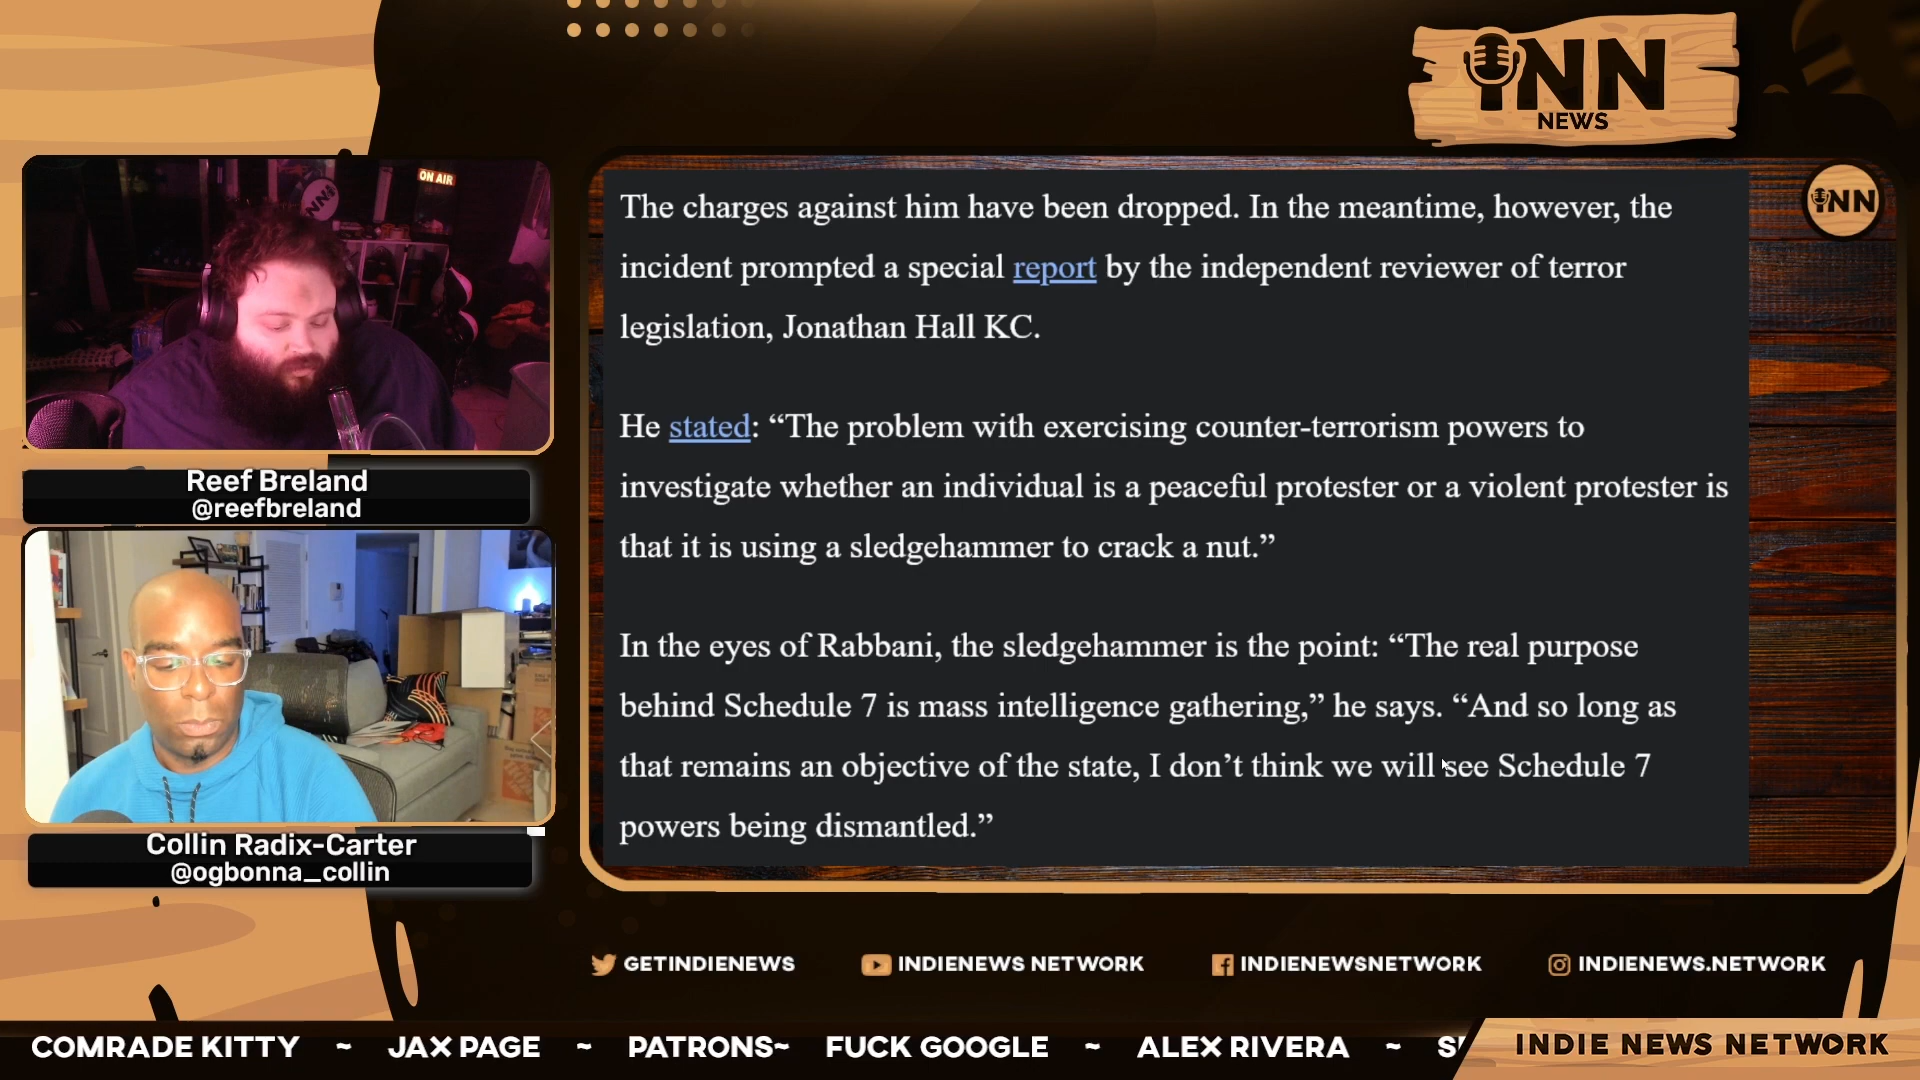 iNN
NEWS
ON AIR
iNN
iNN
The charges against him have been dropped. In the meantime, however, the
incident prompted a special report by the independent reviewer of terror
legislation, Jonathan Hall KC.
He stated: “The problem with exercising counter-terrorism powers to
investigate whether an individual is a peaceful protester or a violent protester is
that it is using a sledgehammer to crack a nut.”
In the eyes of Rabbani, the sledgehammer is the point: “The real purpose
behind Schedule 7 is mass intelligence gathering,” he says. “And so long as
that remains an objective of the state, I don’t think we will see Schedule 7
powers being dismantled.”
Reef Breland
@reefbreland
Collin Radix-Carter
@ogbonna_collin
GETINDIENEWS
INDIENEWS NETWORK
INDIENEWSNETWORK
INDIENEWS.NETWORK
COMRADE KITTY ~ JAX PAGE ~ PATRONS~ FUCK GOOGLE ~ ALEX RIVERA ~
INDIE NEWS NETWORK